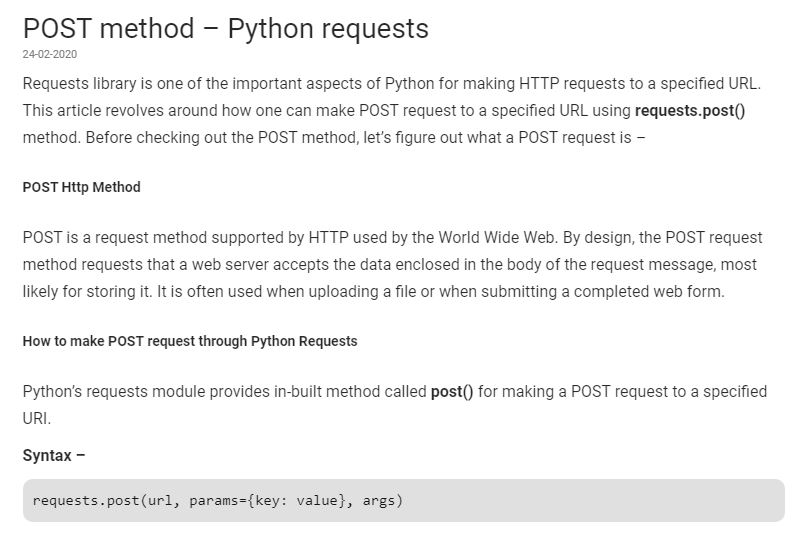 POST method – Python requests
24-02-2020
Requests library is one of the important aspects of Python for making HTTP requests to a specified URL.
This article revolves around how one can make POST request to a specified URL using requests.post()
method. Before checking out the POST method, let’s figure out what a POST request is –
POST Http Method
POST is a request method supported by HTTP used by the World Wide Web. By design, the POST request
method requests that a web server accepts the data enclosed in the body of the request message, most
likely for storing it. It is often used when uploading a file or when submitting a completed web form.
How to make POST request through Python Requests
Python’s requests module provides in-built method called post() for making a POST request to a specified
URI.
Syntax –
requests.post(url, params={key: value}, args)